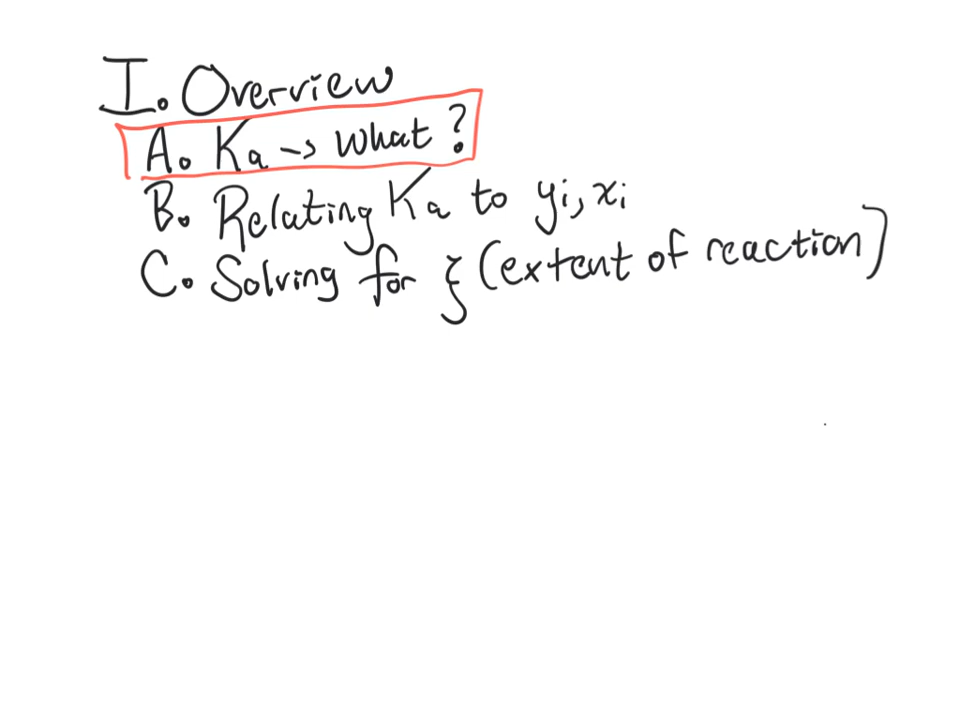 I. Overview
A. Ka -> What?
B. Relating Ka to yi, xi
C. Solving for ξ (extent of reaction)